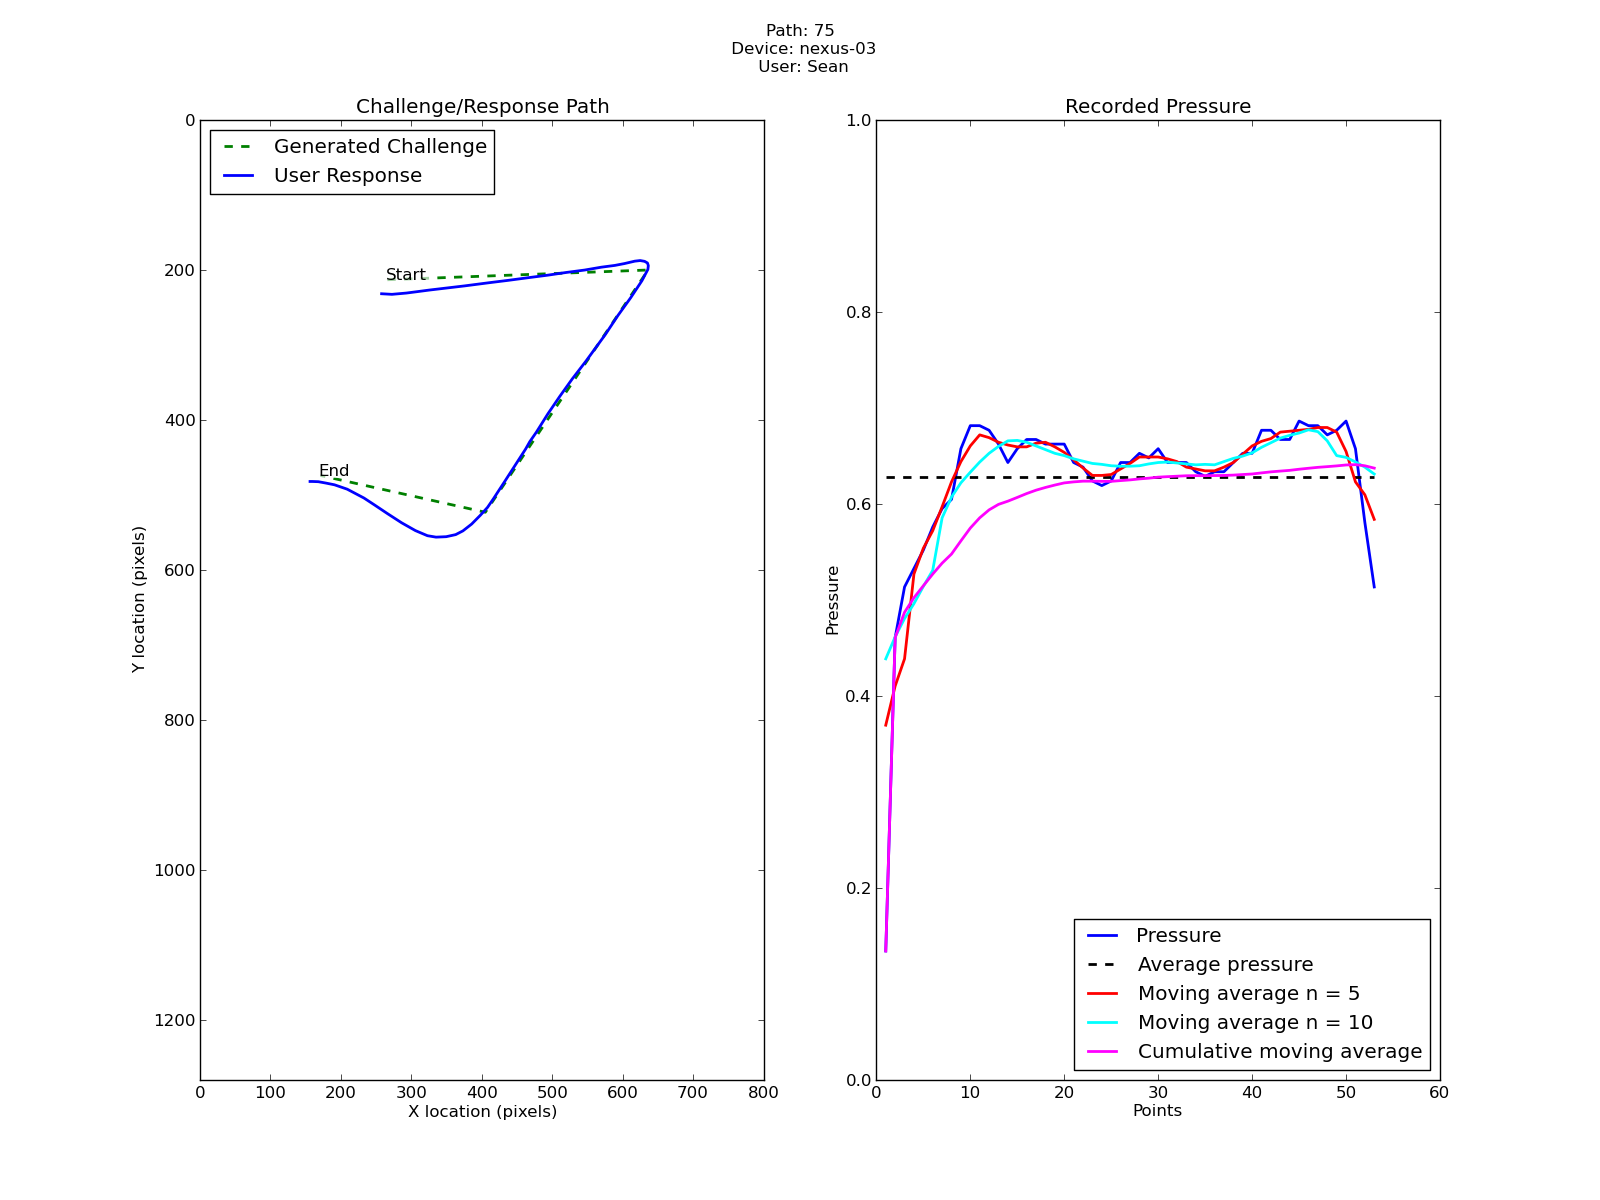 Path: 75
Device: nexus-03
User: Sean
Challenge/Response Path
Generated Challenge
User Response
Start
End
0
200
400
600
800
1000
1200
Y location (pixels)
0 100 200 300 400 500 600 700 800
X location (pixels)
Recorded Pressure
1.0
0.8
0.6
0.4
0.2
0.0
Pressure
Pressure
Average pressure
Moving average n = 5
Moving average n = 10
Cumulative moving average
0 10 20 30 40 50 60
Points